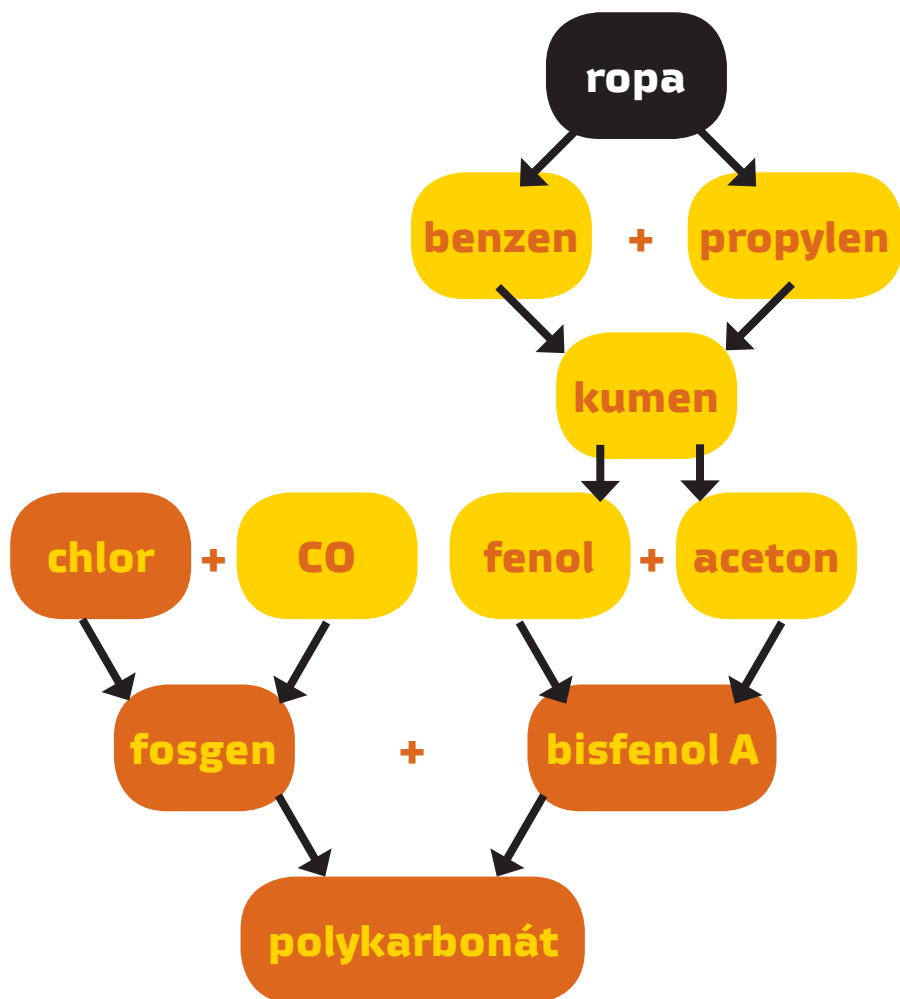 ropa
benzen + propylen
kumen
chlor + CO fenol + aceton
fosgen + bisfenol A
polykarbonát